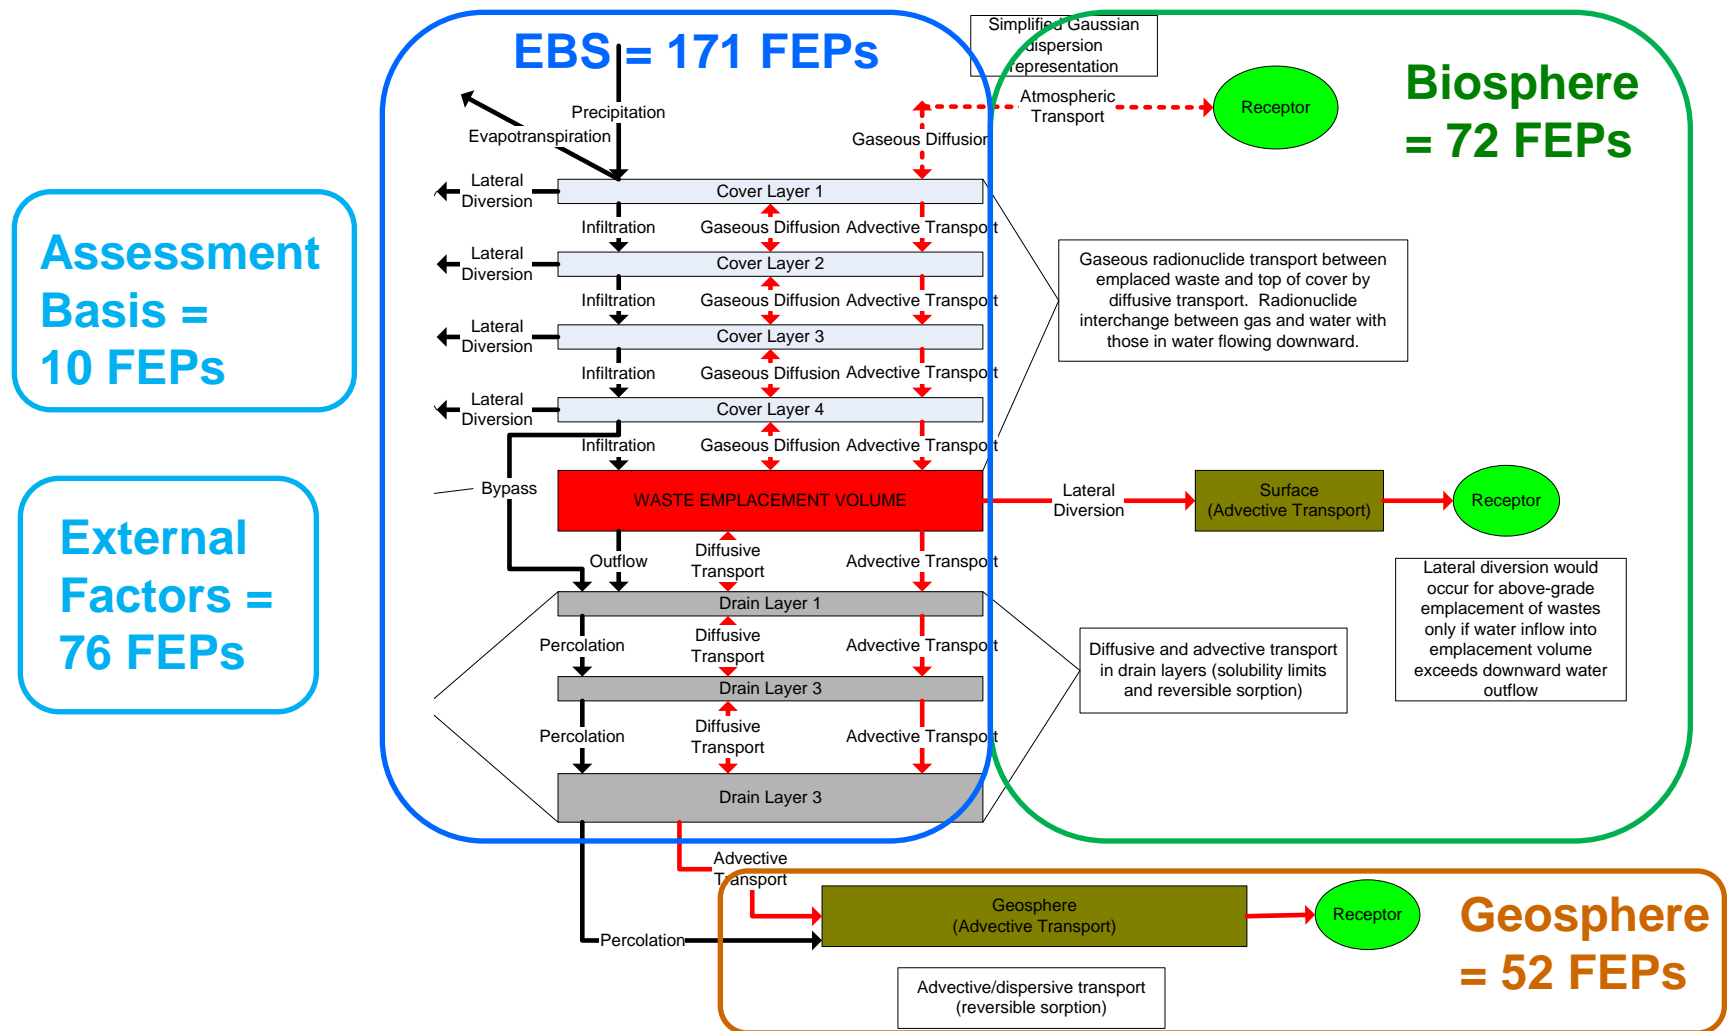 EBS = 171 FEPs
Simplified Gaussian
dispersion
representation
Biosphere
= 72 FEPs
Precipitation
Evapotranspiration
Atmospheric
Transport
Receptor
Gaseous Diffusion
Lateral
Diversion
Cover Layer 1
Infiltration
Gaseous Diffusion
Advective Transport
Assessment
Basis =
10 FEPs
Lateral
Diversion
Cover Layer 2
Gaseous radionuclide transport between
emplaced waste and top of cover by
diffusive transport. Radionuclide
interchange between gas and water with
those in water flowing downward.
Infiltration
Gaseous Diffusion
Advective Transport
Lateral
Diversion
Cover Layer 3
Infiltration
Gaseous Diffusion
Advective Transport
Lateral
Diversion
Cover Layer 4
Infiltration
Gaseous Diffusion
Advective Transport
Bypass
WASTE EMPLACEMENT VOLUME
Lateral
Diversion
Surface
(Advective Transport)
Receptor
External
Factors =
76 FEPs
Outflow
Diffusive
Transport
Advective Transport
Lateral diversion would
occur for above-grade
emplacement of wastes
only if water inflow into
emplacement volume
exceeds downward water
outflow
Drain Layer 1
Percolation
Diffusive
Transport
Advective Transport
Diffusive and advective transport
in drain layers (solubility limits
and reversible sorption)
Drain Layer 3
Percolation
Diffusive
Transport
Advective Transport
Drain Layer 3
Advective
Transport
Geosphere
(Advective Transport)
Receptor
Geosphere
= 52 FEPs
Percolation
Advective/dispersive transport
(reversible sorption)